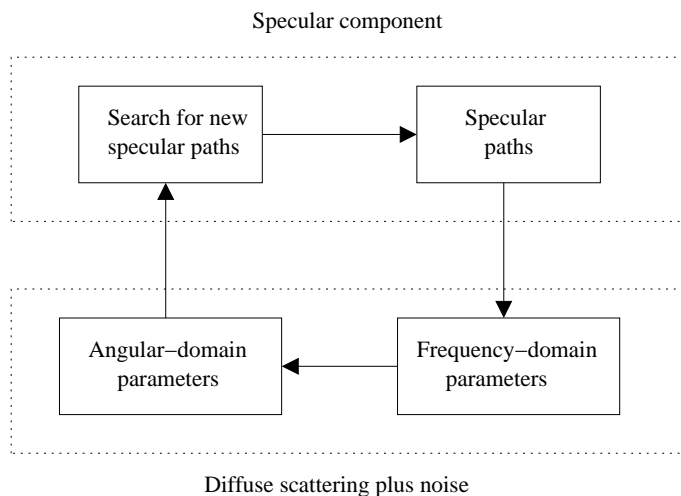 Specular component
Search for new
specular paths
Specular
paths
Angular−domain
parameters
Frequency−domain
parameters
Diffuse scattering plus noise